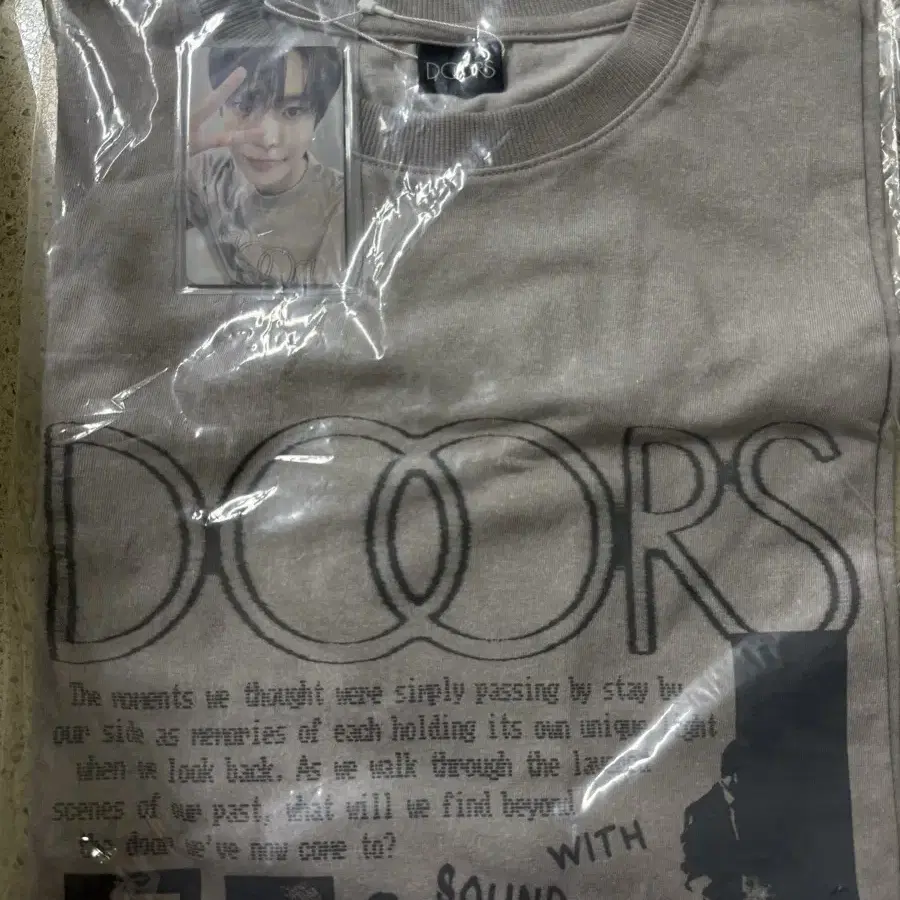 DOORS
DOORS
The moments we thought were simply passing by stay by
our side as memories of each holding its own unique
when we look back. As we walk through the
scenes of our past, what will we find beyond
the door we've now come to?
WITH
SOUND